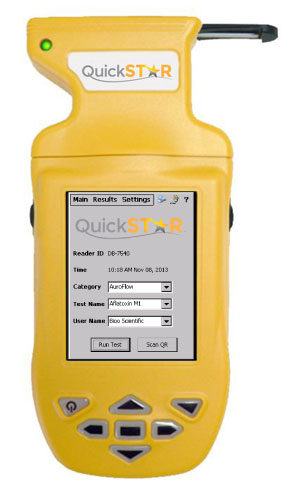 QuickSTAR
Main Results Settings ?
QuickSTAR
Reader ID DB-7540
Time 10:18 AM Nov 08, 2013
Category AuroFlow
Test Name Aflatoxin M1
User Name Bioo Scientific
Run Test Scan QR